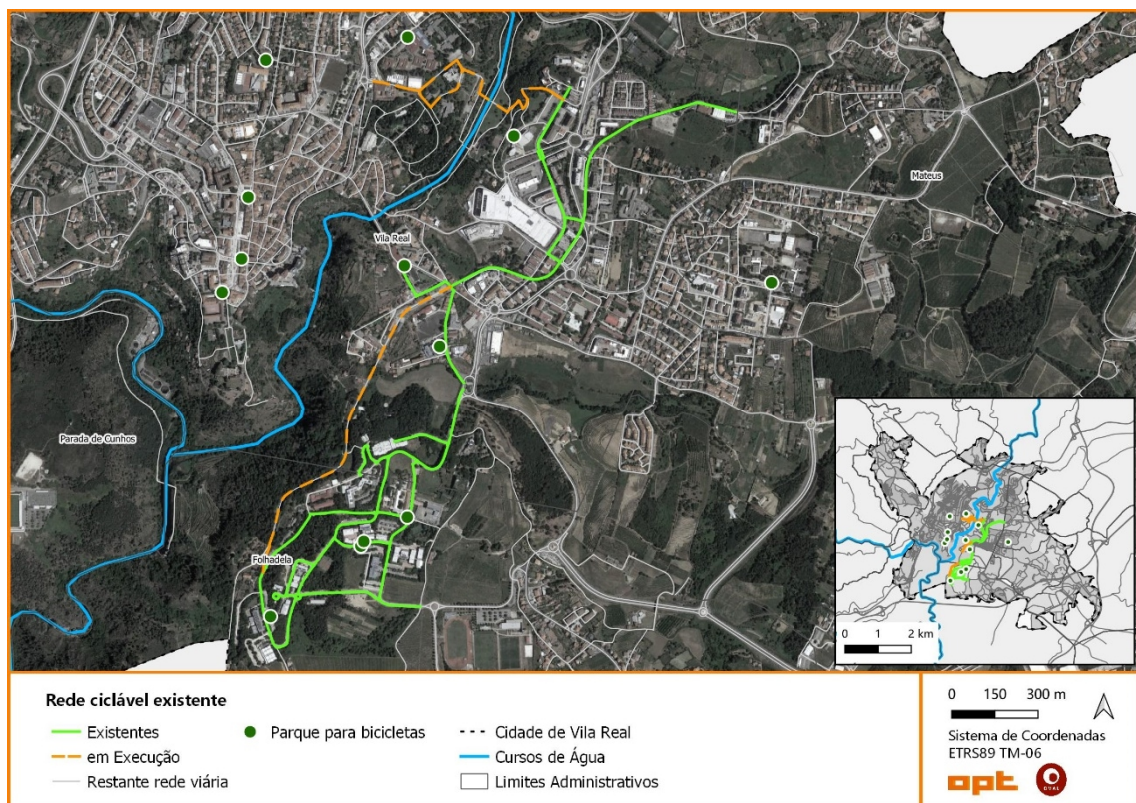 Vila Real
Mateus
Parada de Cunhos
Folhadela
0 1 2 km
Rede ciclável existente
Existentes
em Execução
Restante rede viária
Parque para bicicletas
Cidade de Vila Real
Cursos de Água
Limites Administrativos
0 150 300 m
Sistema de Coordenadas
ETRS89 TM-06
opt
OVAL